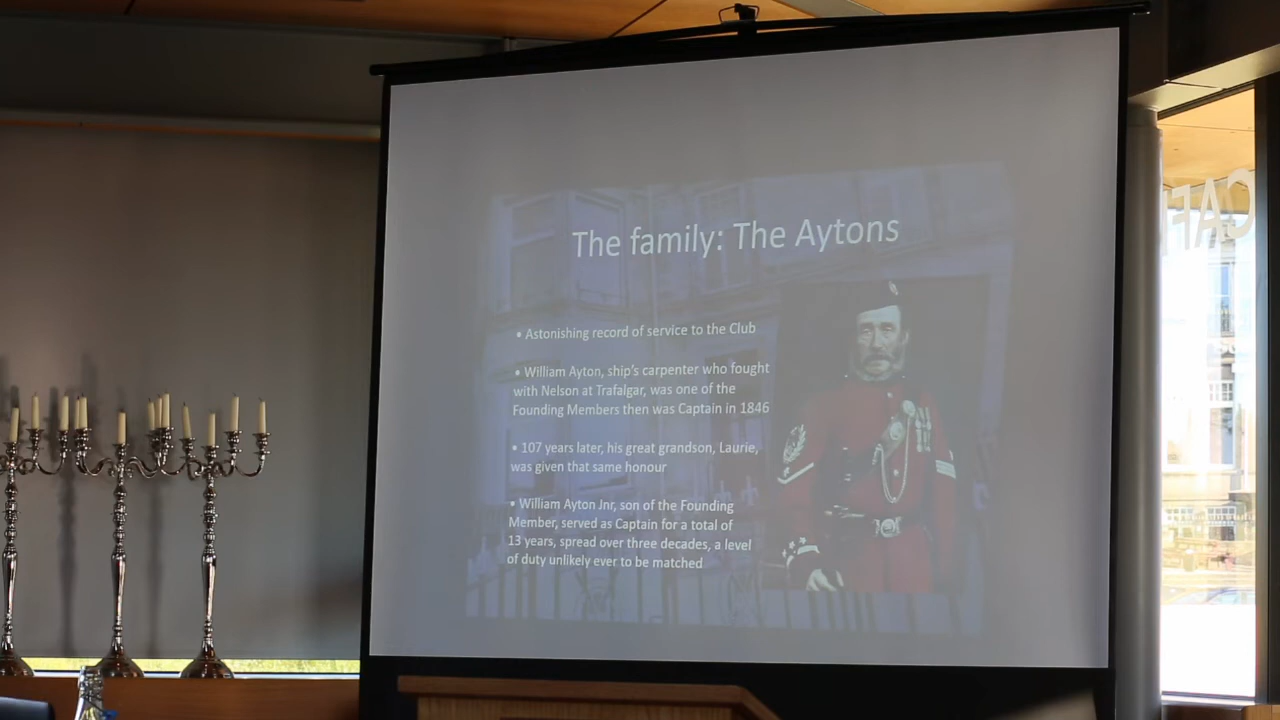 The family: The Aytons
• Astonishing record of service to the Club
• William Ayton, ship's carpenter who fought
with Nelson at Trafalgar, was one of the
Founding Members then was Captain in 1846
• 107 years later, his great grandson, Laurie,
was given that same honour
• William Ayton Jnr, son of the Founding
Member, served as Captain for a total of
13 years, spread over three decades, a level
of duty unlikely ever to be matched
CAF